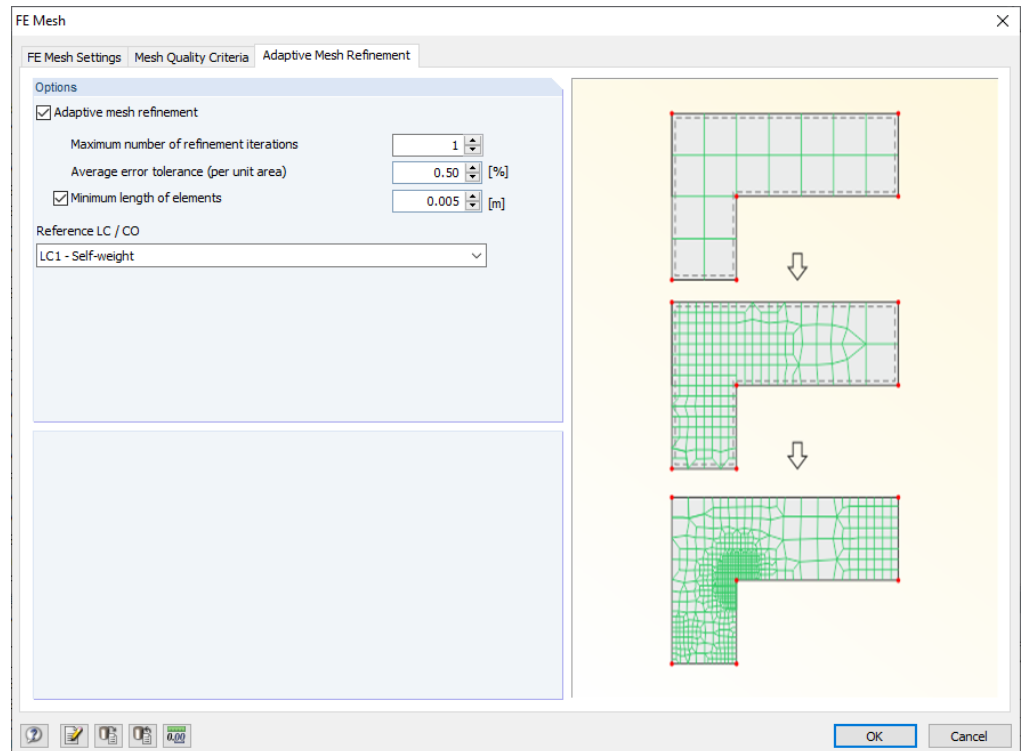 FE Mesh
FE Mesh Settings Mesh Quality Criteria Adaptive Mesh Refinement
Options
Adaptive mesh refinement
Maximum number of refinement iterations 1
Average error tolerance (per unit area) 0.50 [%]
Minimum length of elements 0.005 [m]
Reference LC / CO
LC1 - Self-weight
0.00
OK Cancel